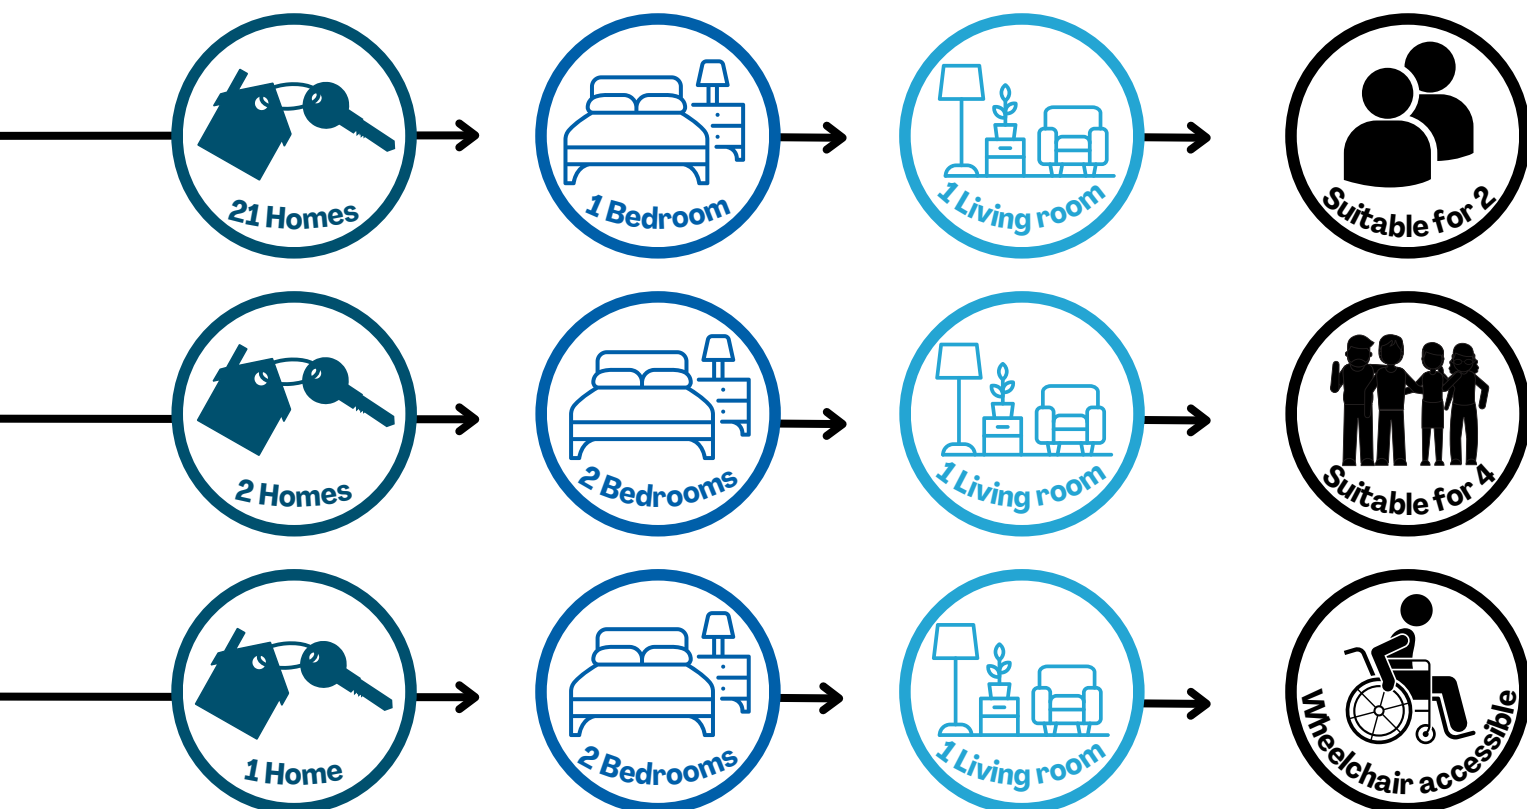 21 Homes
1 Bedroom
1 Living room
Suitable for 2
2 Homes
2 Bedrooms
1 Living room
Suitable for 4
1 Home
2 Bedrooms
1 Living room
Wheelchair accessible